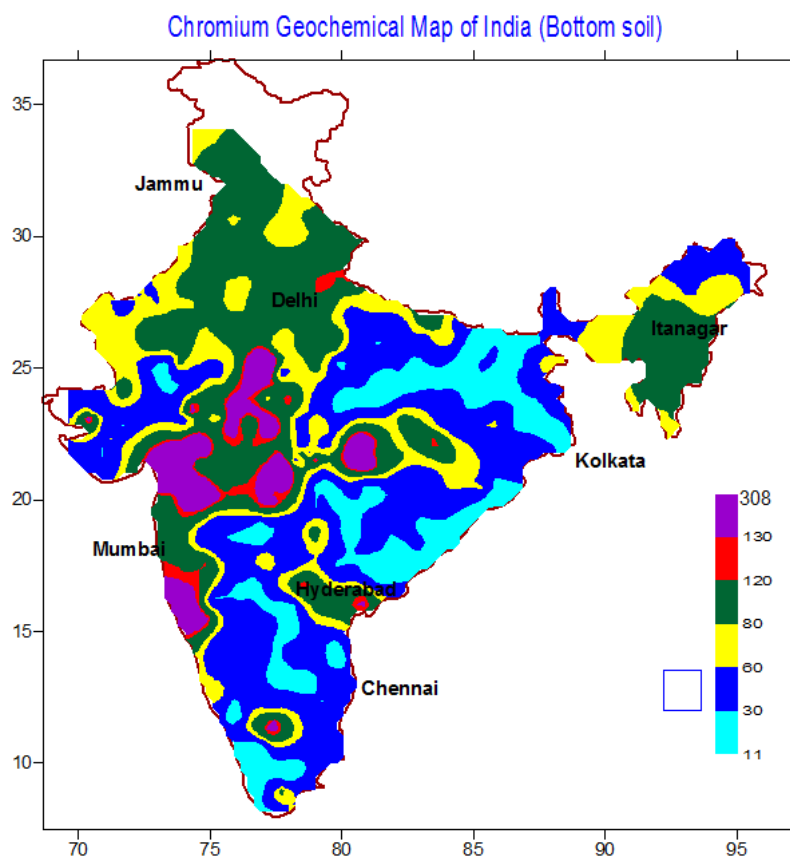 Chromium Geochemical Map of India (Bottom soil)
35
Jammu
30
Delhi
Itanagar
25
Kolkata
20
308
Mumbai
130
120
Hyderabad
80
15
60
Chennai
30
10
11
70
75
80
85
90
95